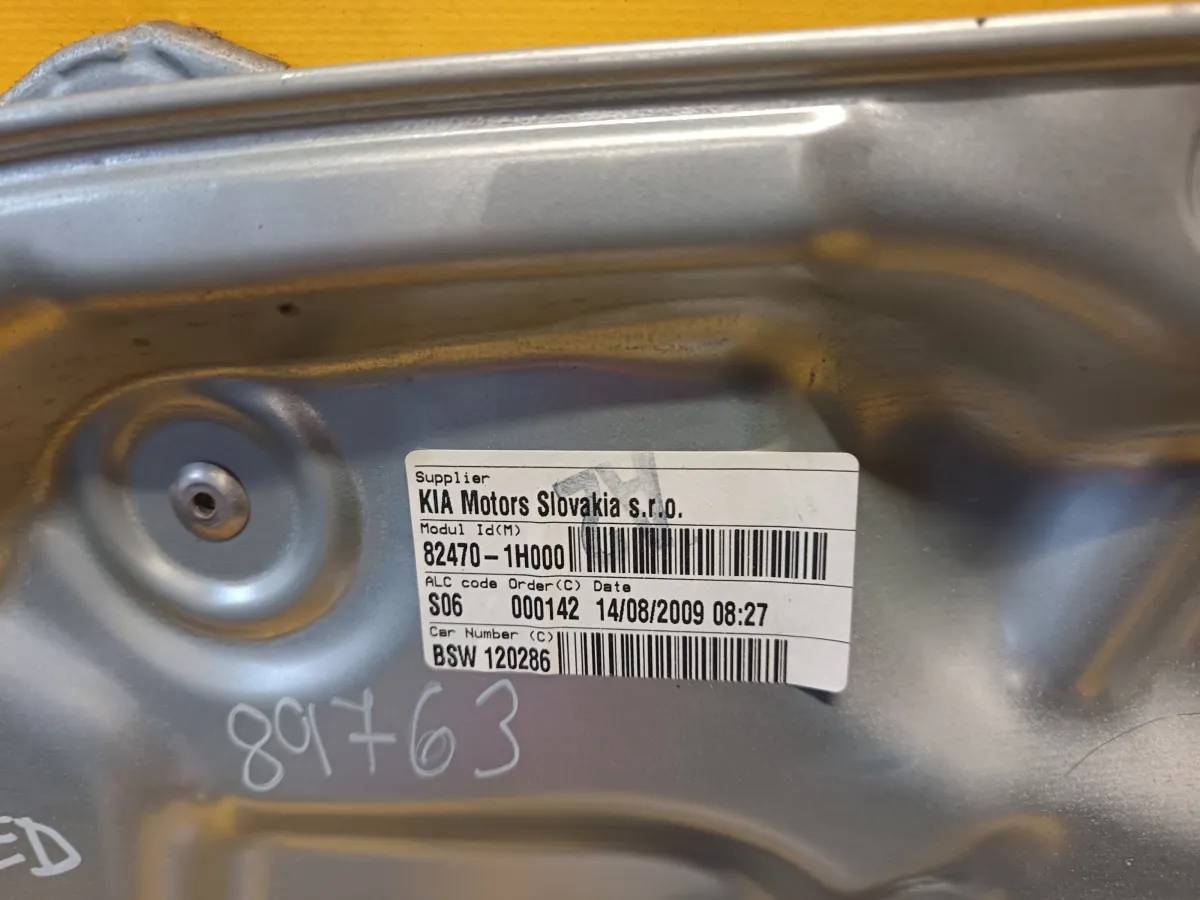 Supplier
KIA Motors Slovakia s.r.o.
Modul Id(M)
82470-1H000
ALC code Order(C) Date
S06 000142 14/08/2009 08:27
Car Number (C)
BSW 120286
89763
ED